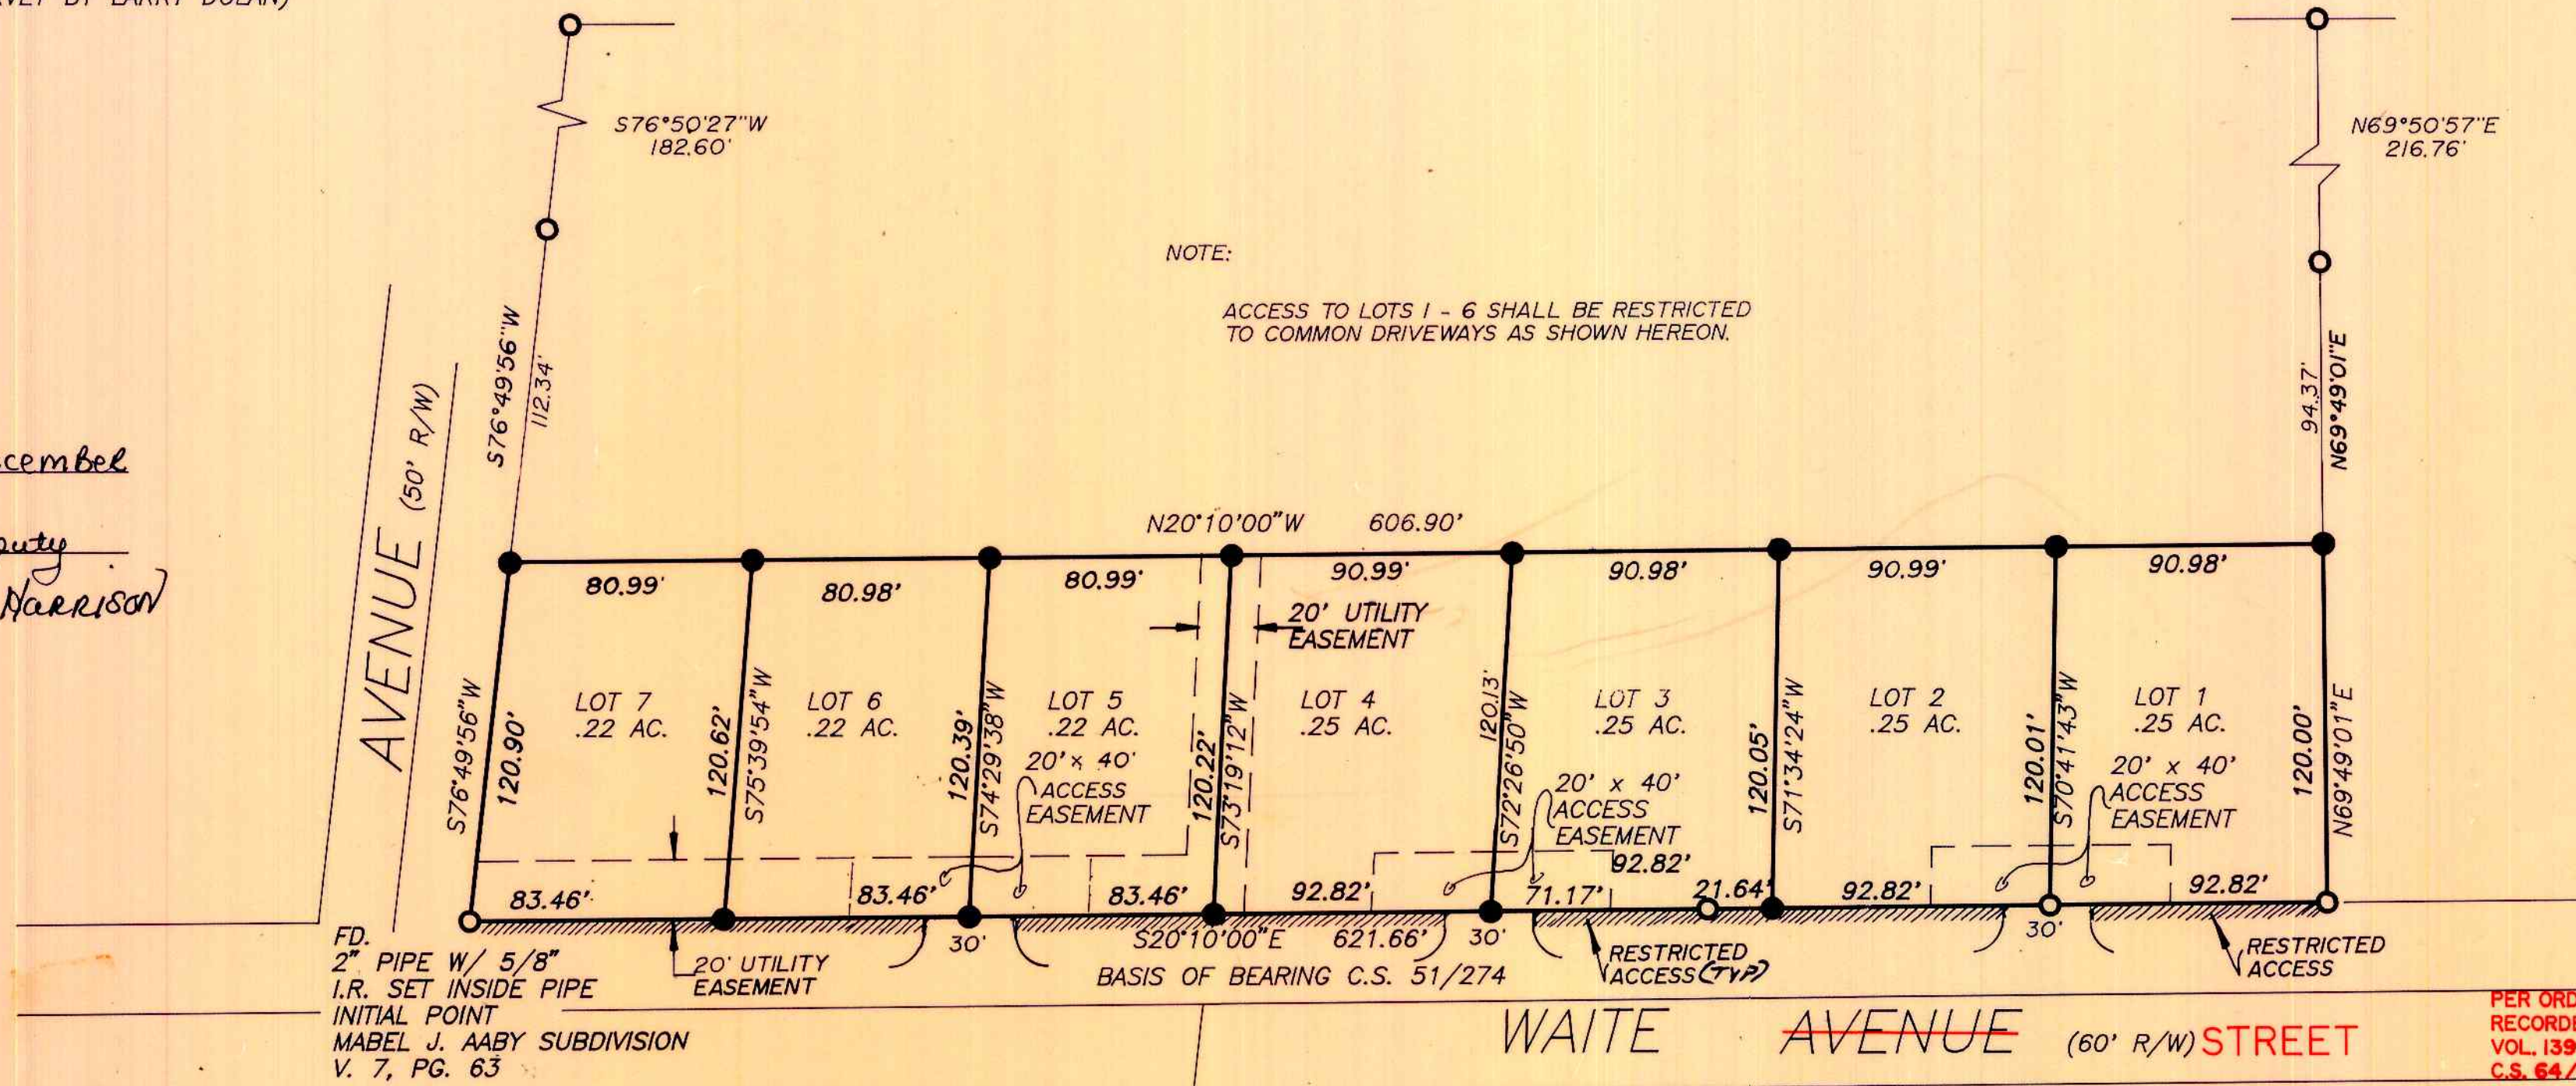 S76°50'27"W
182.60'
N69°50'57"E
216.76'
NOTE:
ACCESS TO LOTS 1 - 6 SHALL BE RESTRICTED
TO COMMON DRIVEWAYS AS SHOWN HEREON.
S76°49'56"W
112.34'
94.37'
N69°49'01"E
AVENUE (50' R/W)
HARRISON
N20°10'00"W 606.90'
80.99'
80.98'
80.99'
90.99'
90.98'
90.99'
90.98'
20' UTILITY
EASEMENT
S76°49'56"W
120.90'
LOT 7
.22 AC.
120.62'
S75°39'54"W
LOT 6
.22 AC.
120.39'
S74°29'38"W
LOT 5
.22 AC.
20' x 40'
ACCESS
EASEMENT
120.22'
S73°19'12"W
LOT 4
.25 AC.
120.13'
S72°26'50"W
LOT 3
.25 AC.
20' x 40'
ACCESS
EASEMENT
120.05'
S71°34'24"W
LOT 2
.25 AC.
120.01'
S70°41'43"W
LOT 1
.25 AC.
20' x 40'
ACCESS
EASEMENT
120.00'
N69°49'01"E
83.46'
83.46'
83.46'
92.82'
92.82'
71.17'
21.64'
92.82'
92.82'
30'
S20°10'00"E 621.66'
30'
30'
BASIS OF BEARING C.S. 51/274
20' UTILITY
EASEMENT
RESTRICTED
ACCESS (TYP)
RESTRICTED
ACCESS
FD.
2" PIPE W/ 5/8"
I.R. SET INSIDE PIPE
INITIAL POINT
MABEL J. AABY SUBDIVISION
V. 7, PG. 63
WAITE AVENUE (60' R/W) STREET
PER ORD
RECORDE
VOL. 139
C.S. 64/